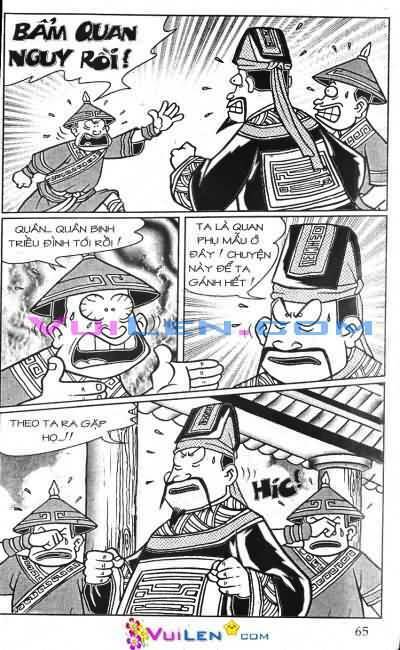 BẨM QUAN
NGUY RỒI!
QUÂN... QUÂN BINH
TRIỀU ĐÌNH TỚI RỒI!
TA LÀ QUAN
PHỤ MẪU Ở
ĐÂY! CHUYỆN
NÀY ĐỂ TA
GÁNH HẾT!
VUILEN.COM
THEO TA RA GẶP
HỌ...!!
HÍC!
VUILEN.COM
65